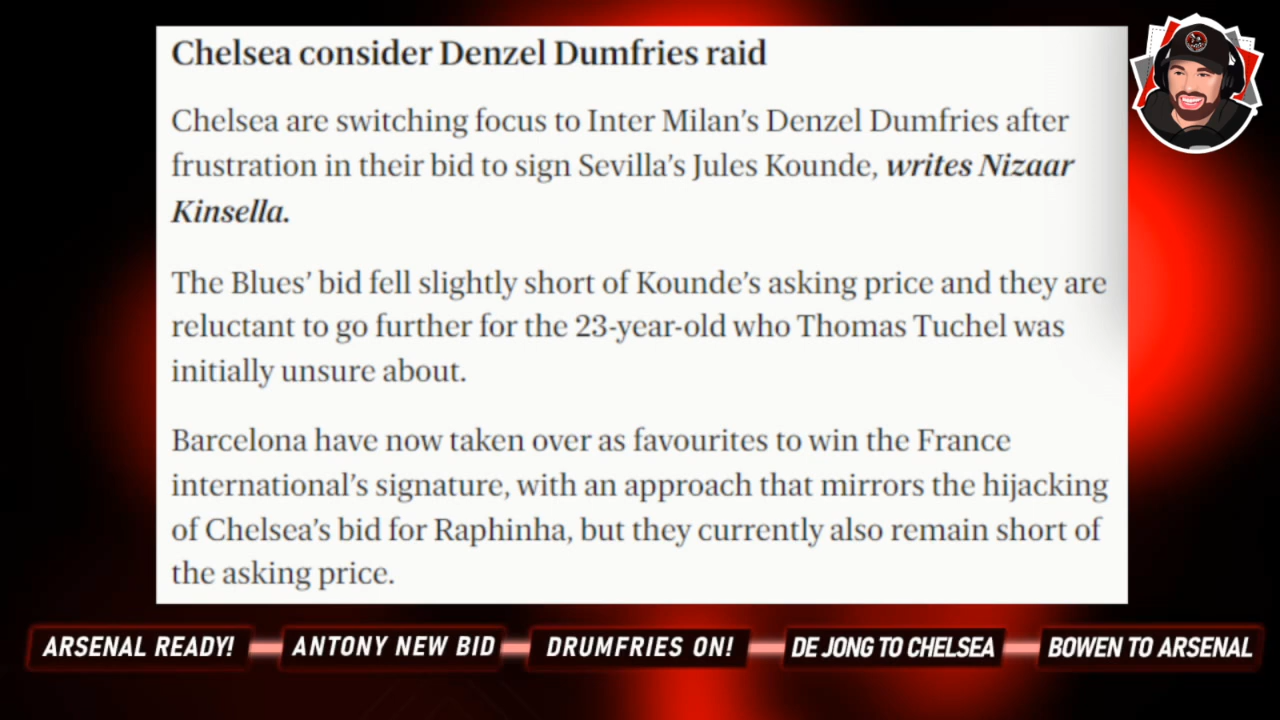 Chelsea consider Denzel Dumfries raid
Chelsea are switching focus to Inter Milan's Denzel Dumfries after
frustration in their bid to sign Sevilla's Jules Kounde, writes Nizaar
Kinsella.
The Blues' bid fell slightly short of Kounde's asking price and they are
reluctant to go further for the 23-year-old who Thomas Tuchel was
initially unsure about.
Barcelona have now taken over as favourites to win the France
international's signature, with an approach that mirrors the hijacking
of Chelsea's bid for Raphinha, but they currently also remain short of
the asking price.
ARSENAL READY!
ANTONY NEW BID
DRUMFRIES ON!
DE JONG TO CHELSEA
BOWEN TO ARSENAL